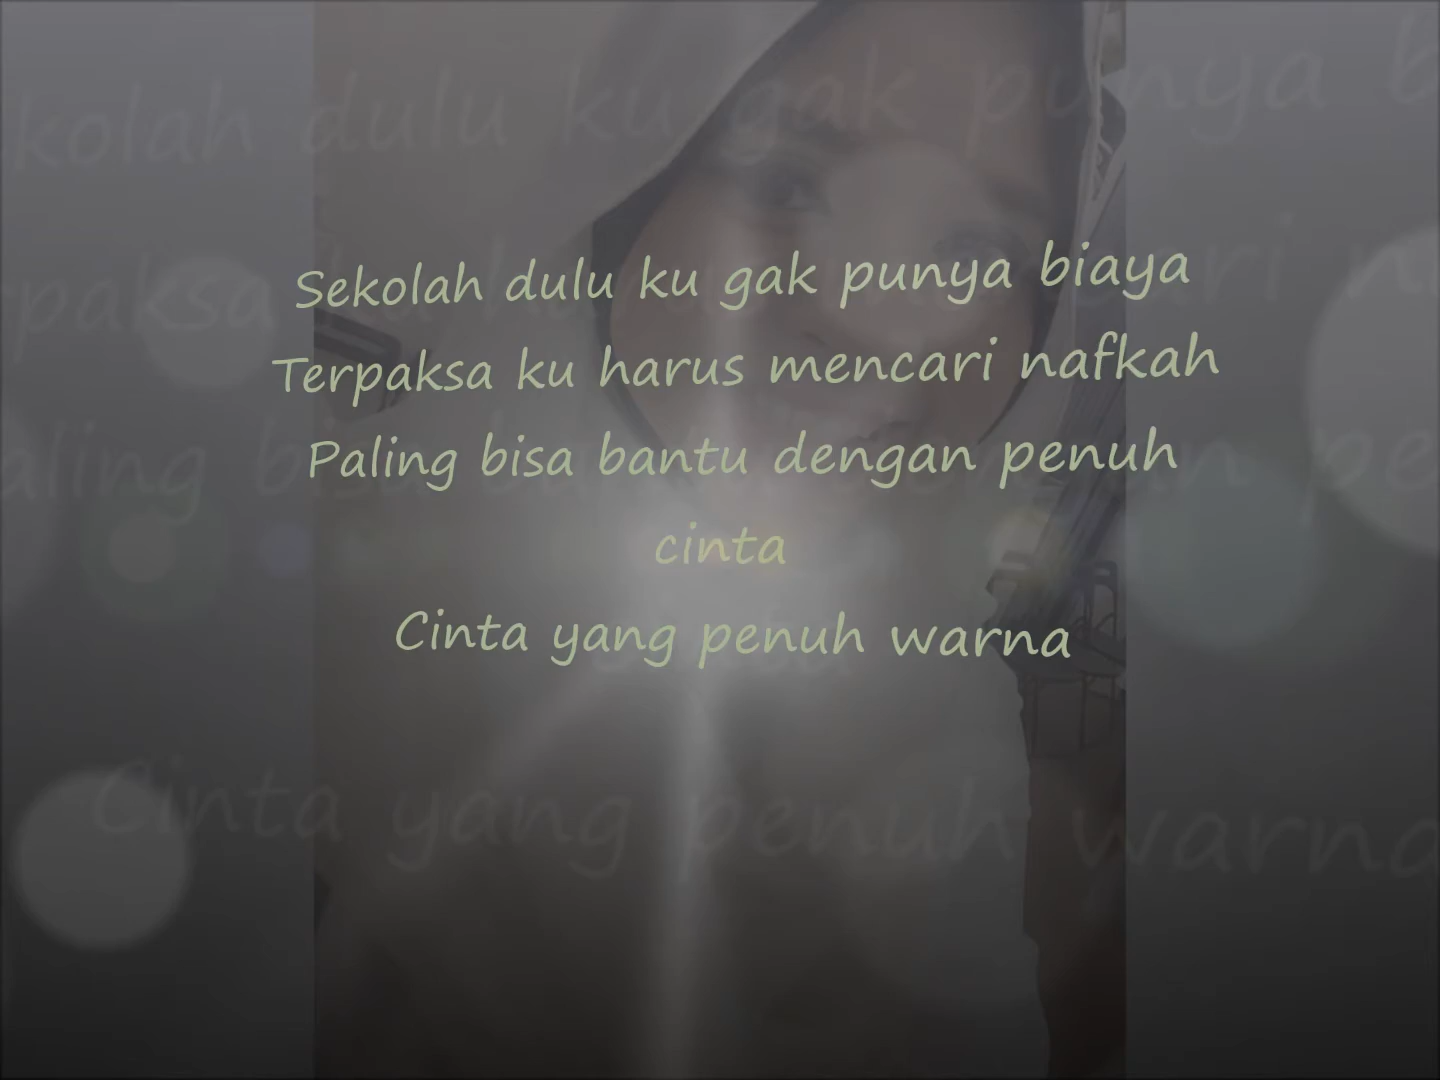 Sekolah dulu ku gak punya biaya
Terpaksa ku harus mencari nafkah
Paling bisa bantu dengan penuh
cinta
Cinta yang penuh warna